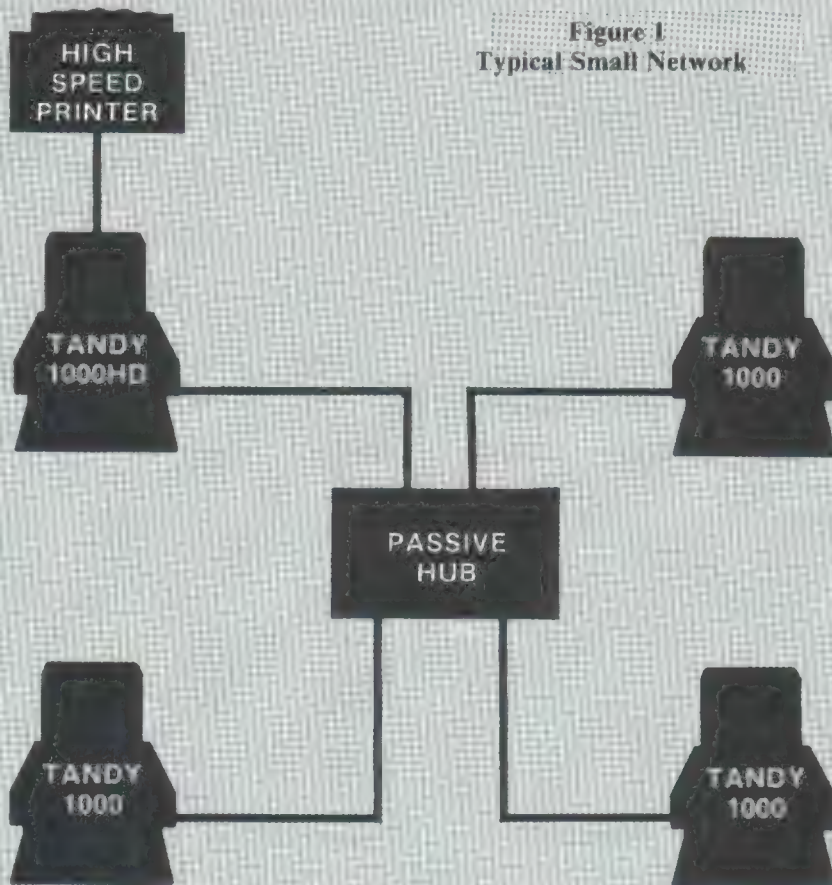 Figure 1
Typical Small Network
HIGH
SPEED
PRINTER
TANDY
1000HD
TANDY
1000
PASSIVE
HUB
TANDY
1000
TANDY
1000